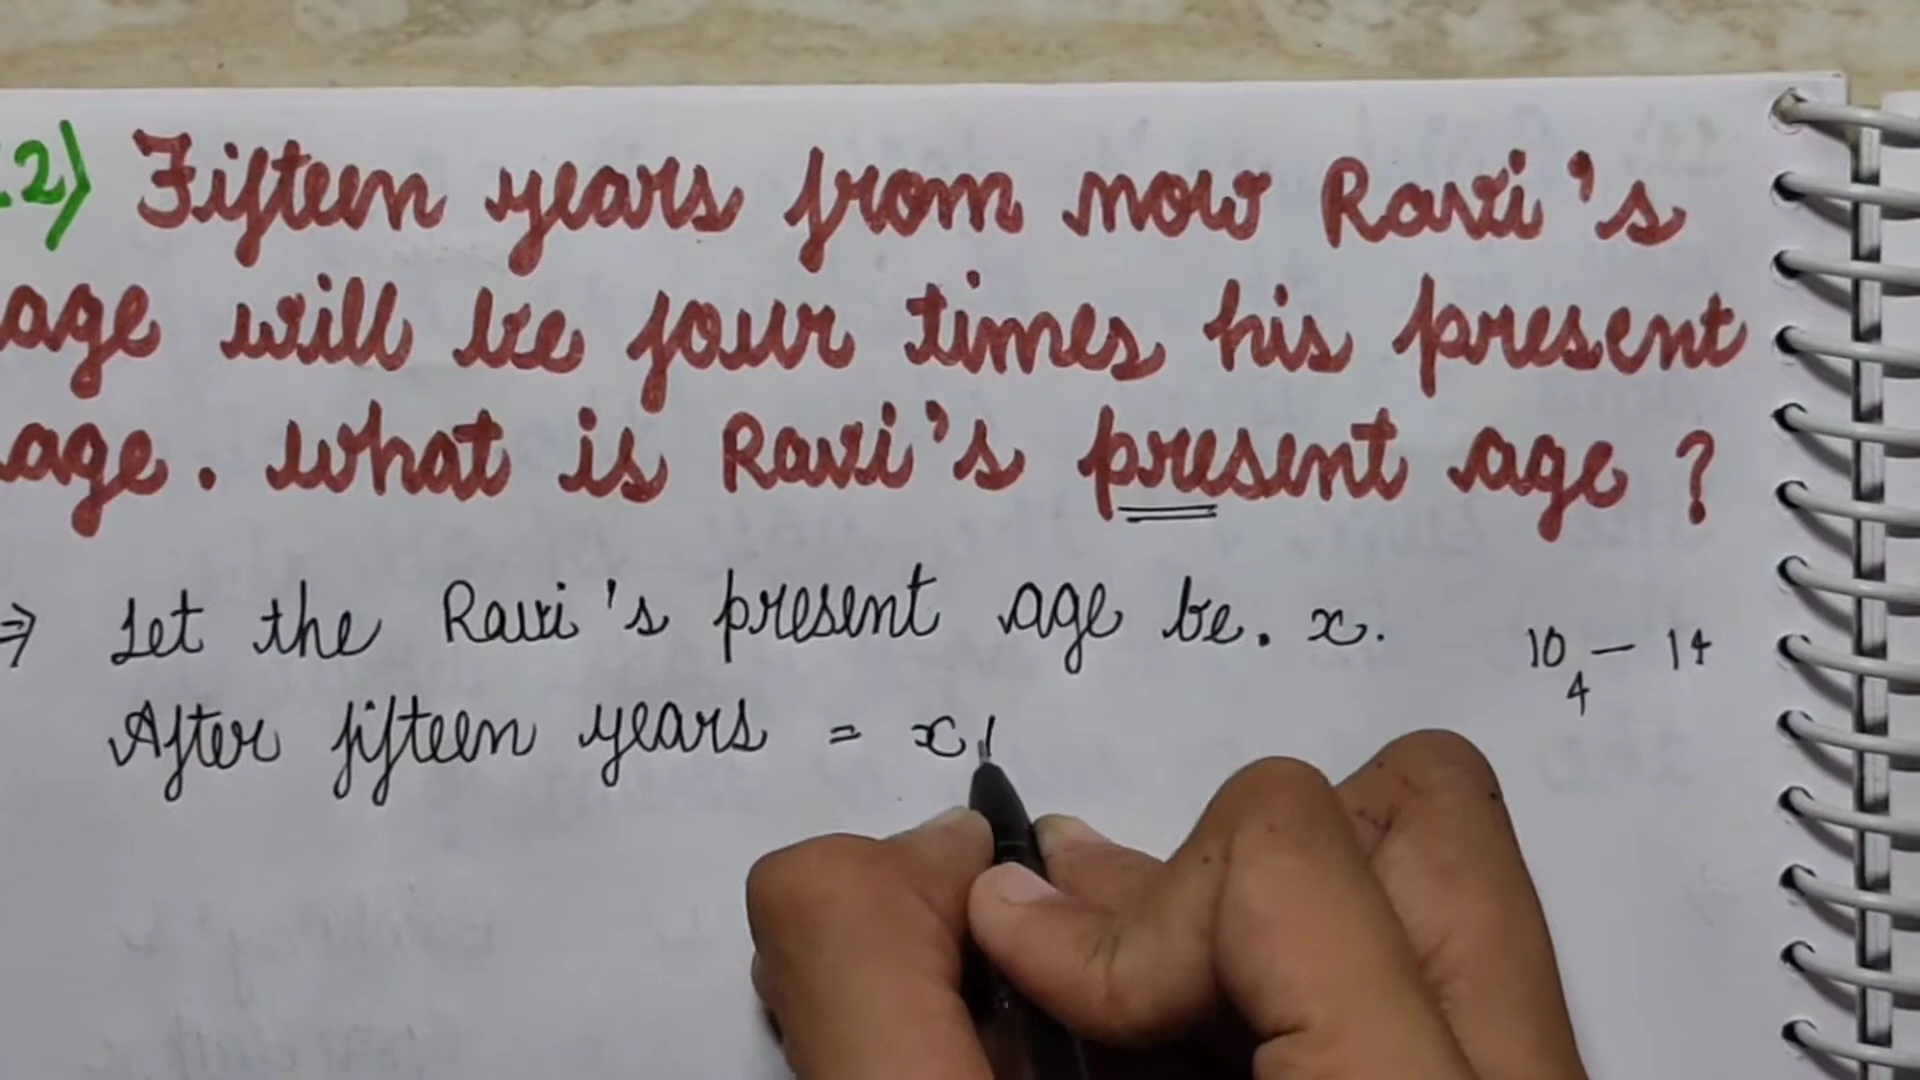 2) Fifteen years from now Ravi's
age will be four times his present
age. What is Ravi's present age?
⇒ Let the Ravi's present age be. x.
10 - 14
4
After fifteen years = x